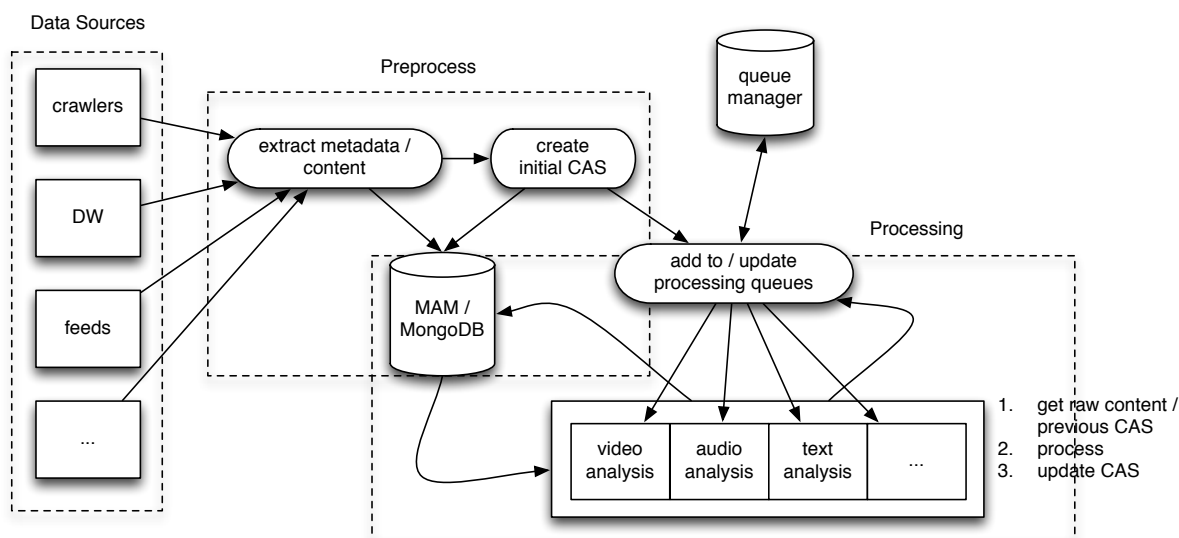 Data Sources
crawlers
DW
feeds
...
Preprocess
extract metadata /
content
create
initial CAS
MAM /
MongoDB
queue
manager
Processing
add to / update
processing queues
video
analysis
audio
analysis
text
analysis
...
1. get raw content /
previous CAS
2. process
3. update CAS